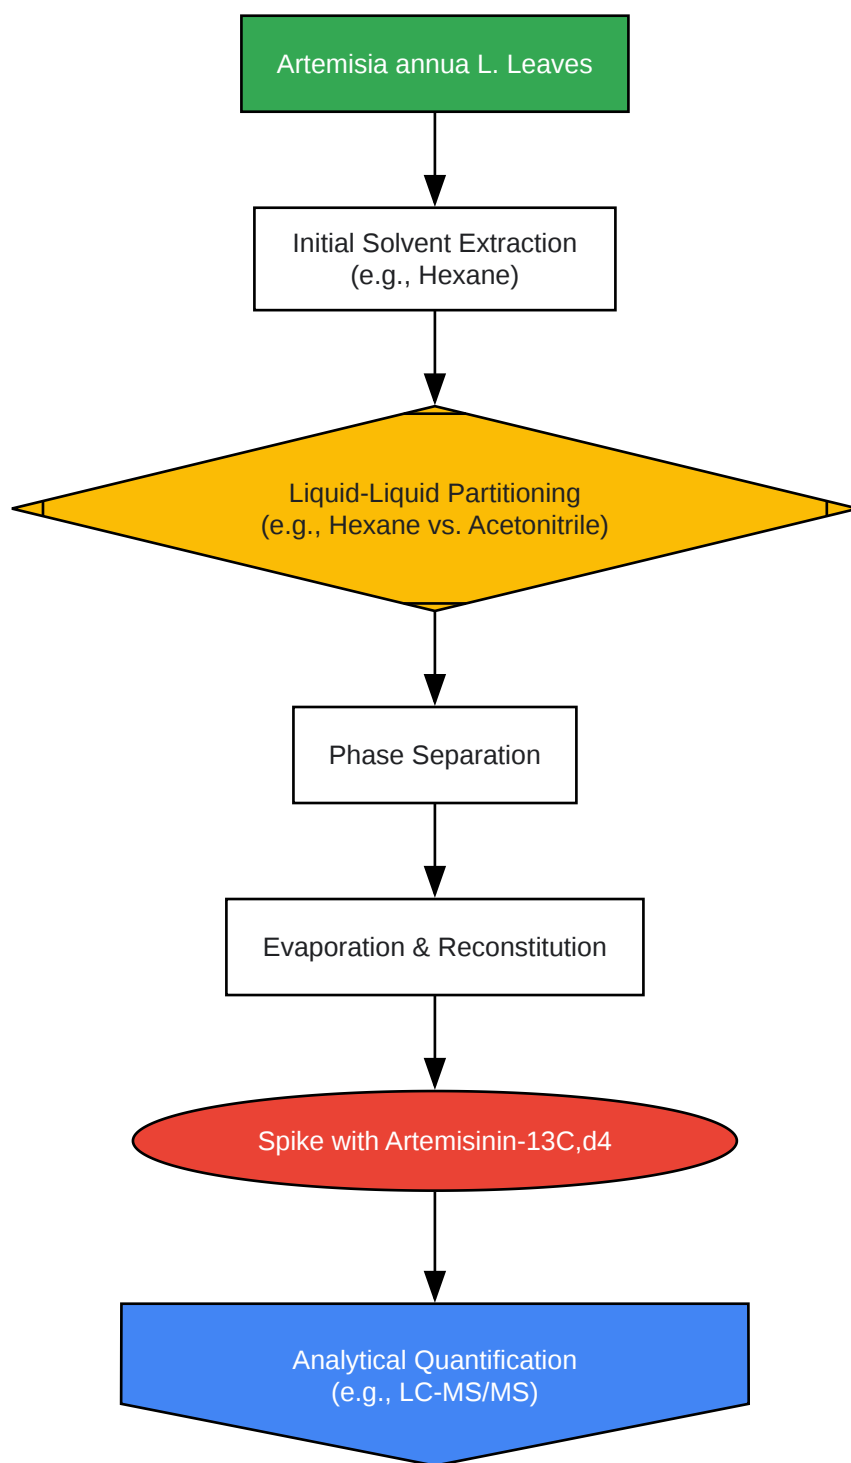 Artemisia annua L. Leaves
Initial Solvent Extraction
(e.g., Hexane)
Liquid-Liquid Partitioning
(e.g., Hexane vs. Acetonitrile)
Phase Separation
Evaporation & Reconstitution
Spike with Artemisinin-13C,d4
Analytical Quantification
(e.g., LC-MS/MS)